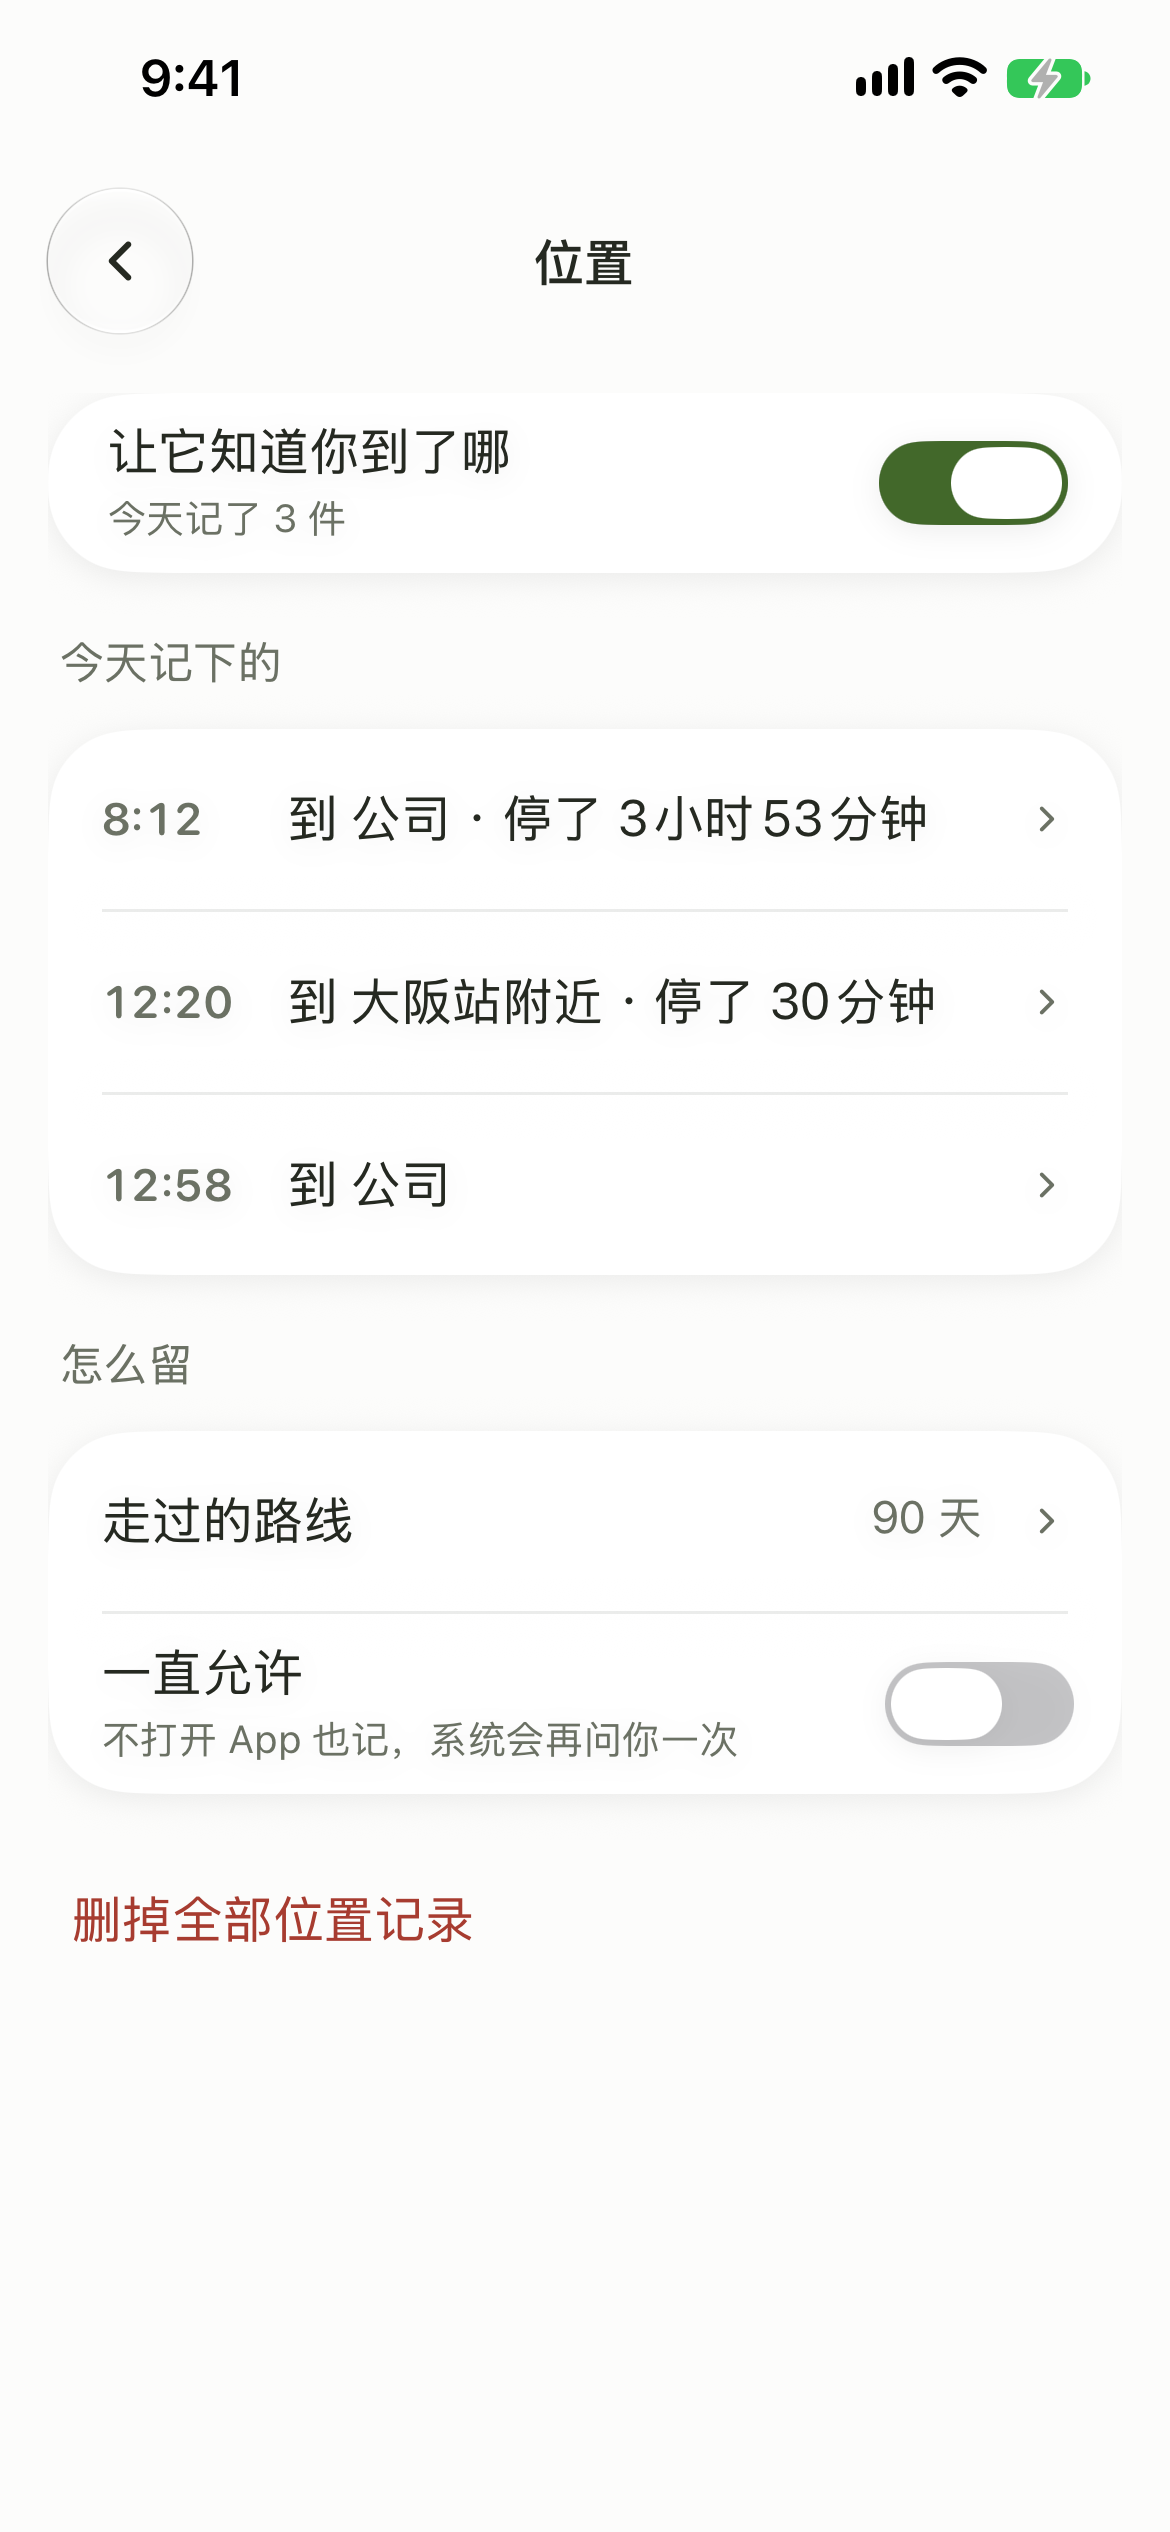 9:41
位置
让它知道你到了哪
今天记了 3 件
今天记下的
8:12 到 公司 · 停了 3小时53分钟
12:20 到 大阪站附近 · 停了 30分钟
12:58 到 公司
怎么留
走过的路线 90 天
一直允许
不打开 App 也记，系统会再问你一次
删掉全部位置记录